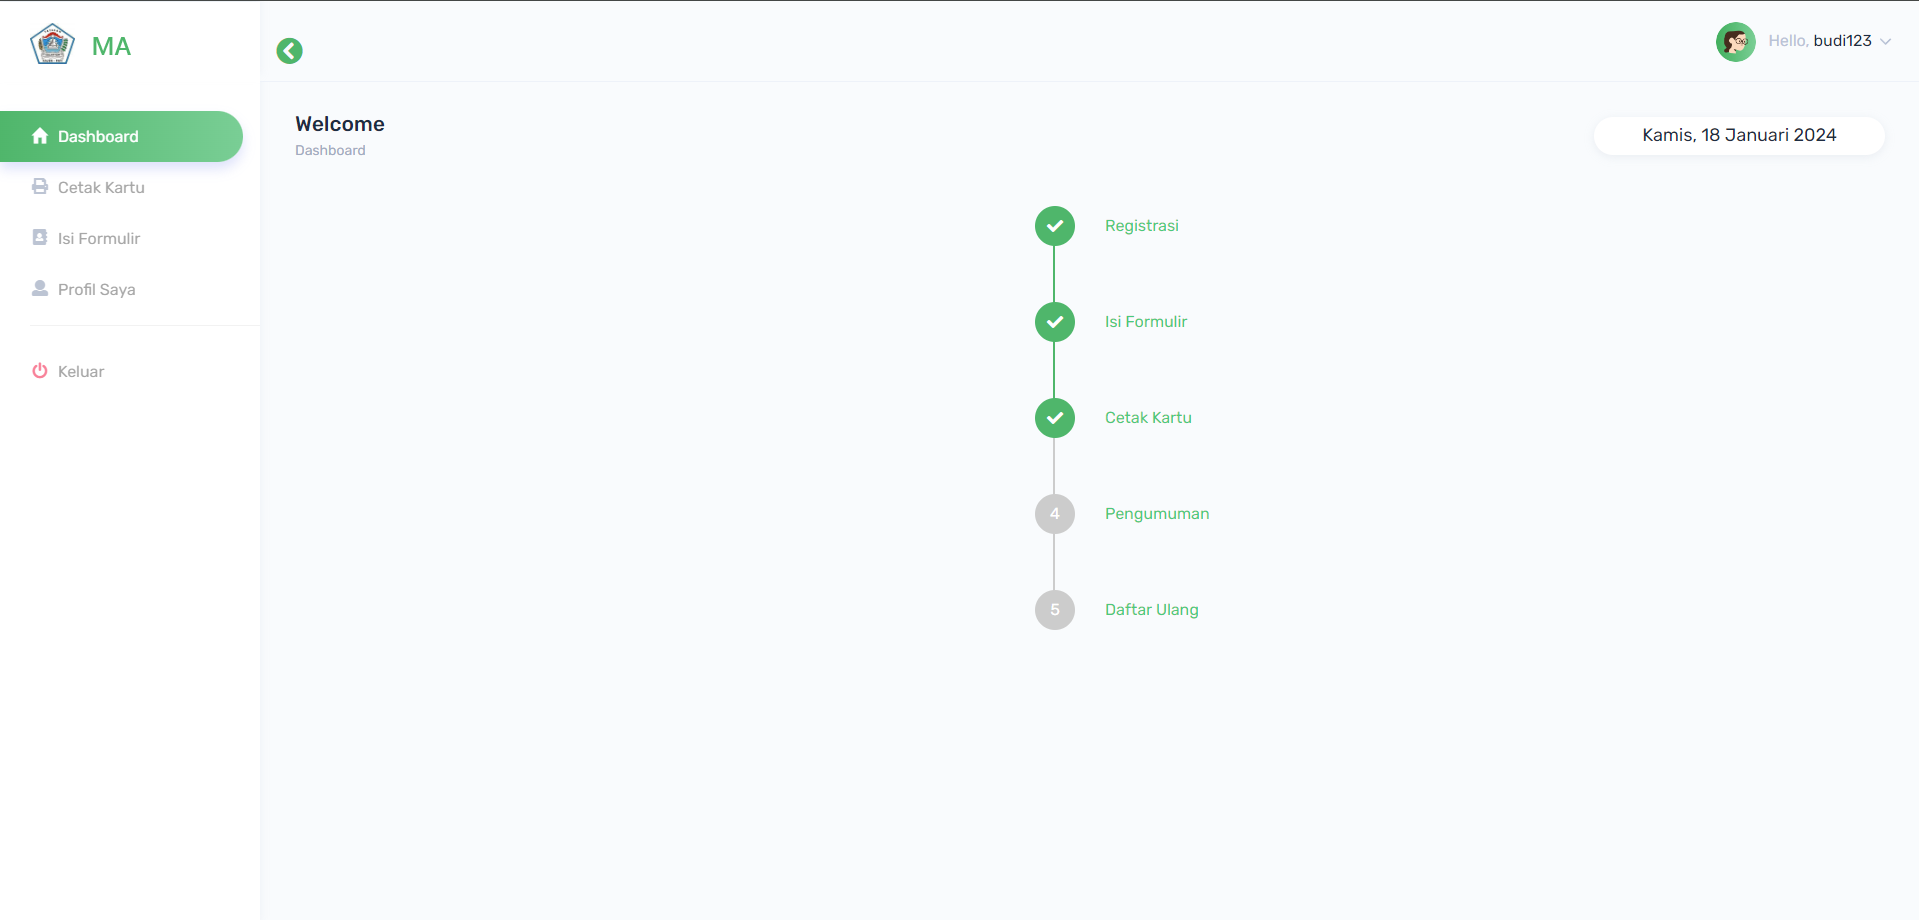 MA
Hello, budi123
Dashboard
Cetak Kartu
Isi Formulir
Profil Saya
Keluar
Welcome
Dashboard
Kamis, 18 Januari 2024
Registrasi
Isi Formulir
Cetak Kartu
4 Pengumuman
5 Daftar Ulang